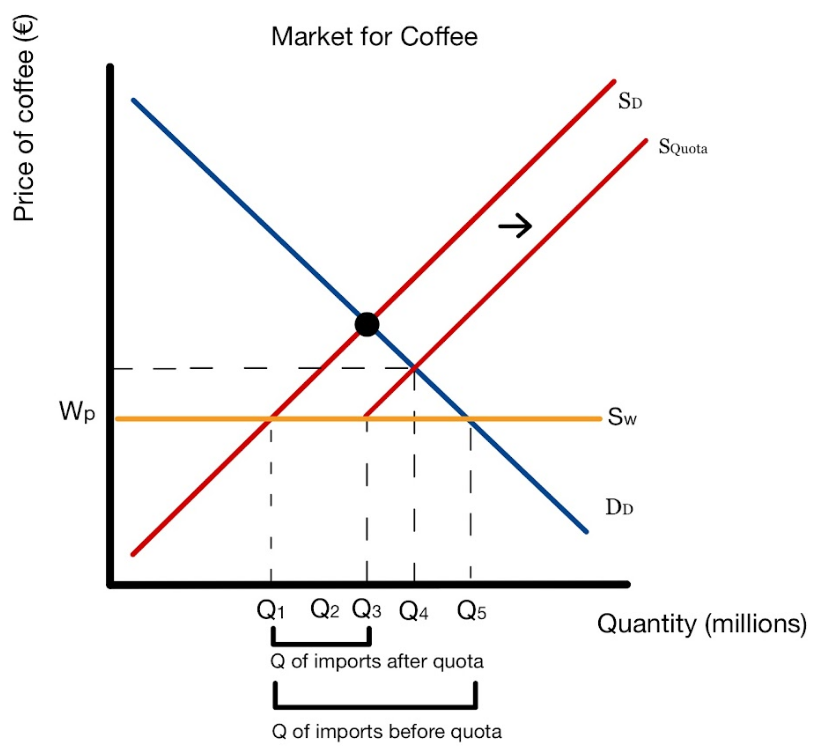 Market for Coffee
Price of coffee (€)
SD
SQuota
Wp
Sw
DD
Q1 Q2 Q3 Q4 Q5
Quantity (millions)
Q of imports after quota
Q of imports before quota